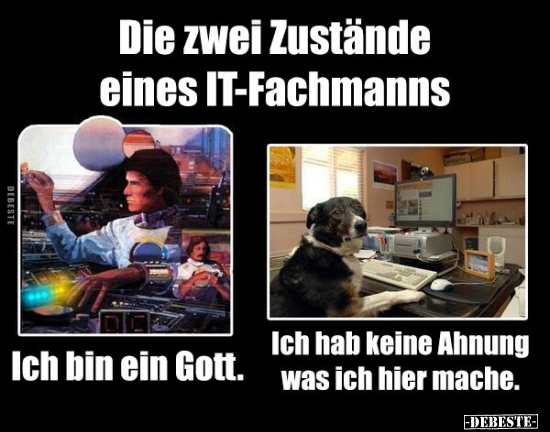 Die zwei Zustände
eines IT-Fachmanns
DEBESTE
Ich bin ein Gott.
Ich hab keine Ahnung
was ich hier mache.
-DEBESTE-